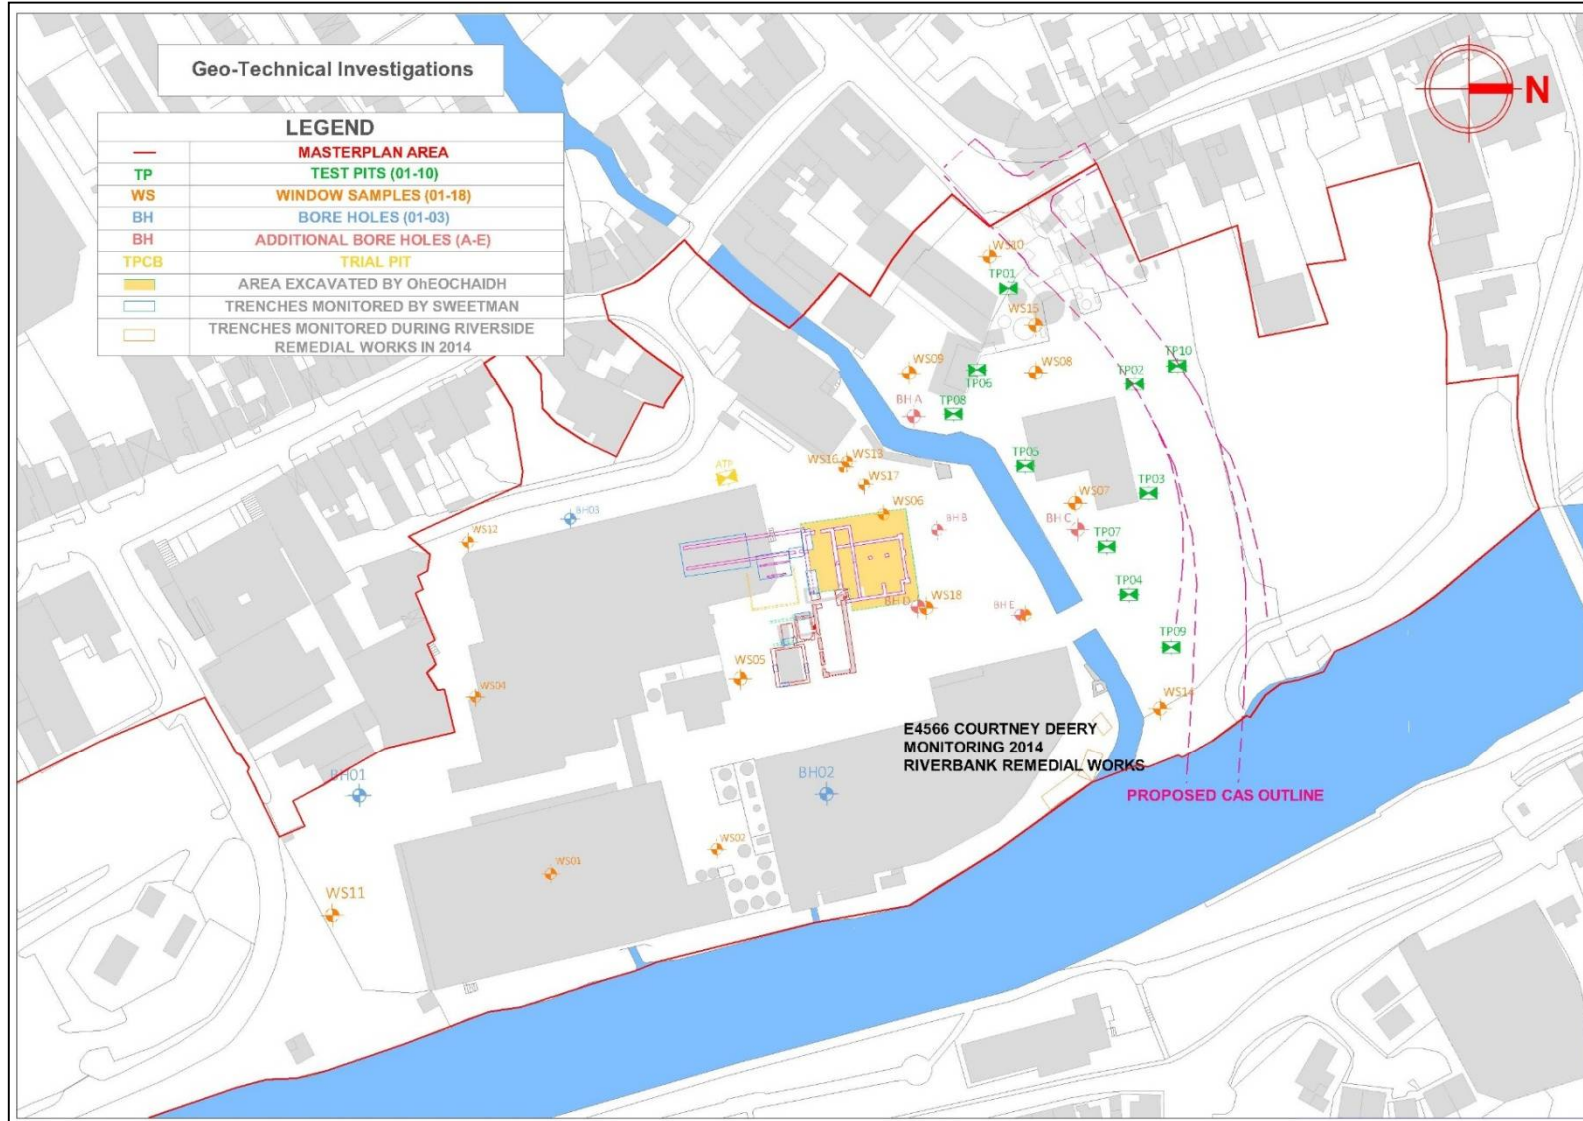 Geo-Technical Investigations
N
LEGEND
MASTERPLAN AREA
TP TEST PITS (01-10)
WS WINDOW SAMPLES (01-18)
BH BORE HOLES (01-03)
BH ADDITIONAL BORE HOLES (A-E)
TPCB TRIAL PIT
AREA EXCAVATED BY OhEOCHAIDH
TRENCHES MONITORED BY SWEETMAN
TRENCHES MONITORED DURING RIVERSIDE
REMEDIAL WORKS IN 2014
WS10
TP01
WS15
WS09
WS08
TP06
TP10
TP02
BH A
TP08
WS16
WS13
TP05
ATP
WS17
TP03
WS06
WS07
BH03
BH B
BH C
WS12
TP07
TP04
BH D
WS18
BH E
TP09
WS05
WS04
WS14
E4566 COURTNEY DEERY
MONITORING 2014
RIVERBANK REMEDIAL WORKS
BH01
BH02
PROPOSED CAS OUTLINE
WS02
WS01
WS11